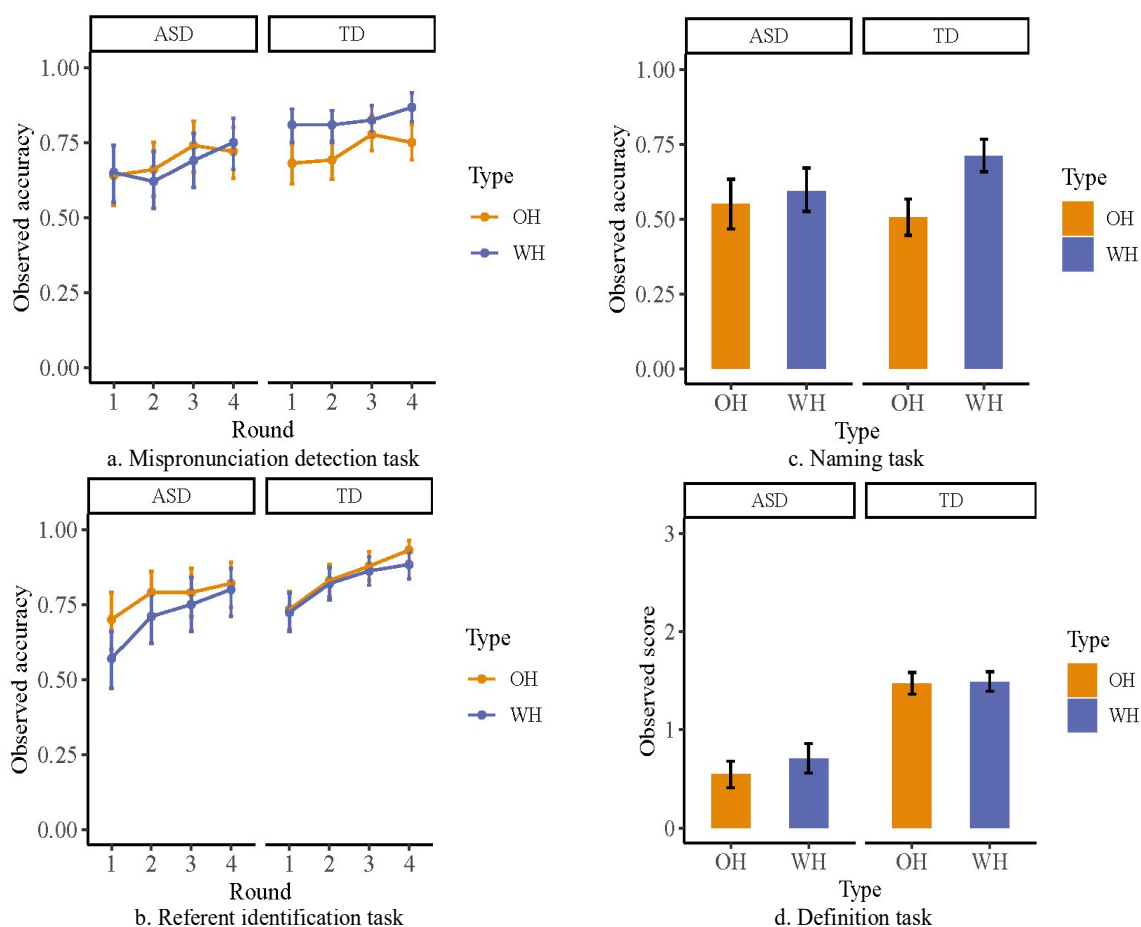 ASD TD
1.00
0.75
0.50
0.25
0.00
Observed accuracy
1 2 3 4 1 2 3 4
Round
Type
OH
WH
a. Mispronunciation detection task
ASD TD
1.00
0.75
0.50
0.25
0.00
Observed accuracy
OH WH OH WH
Type
Type
OH
WH
c. Naming task
ASD TD
1.00
0.75
0.50
0.25
0.00
Observed accuracy
1 2 3 4 1 2 3 4
Round
Type
OH
WH
b. Referent identification task
ASD TD
3
2
1
0
Observed score
OH WH OH WH
Type
Type
OH
WH
d. Definition task